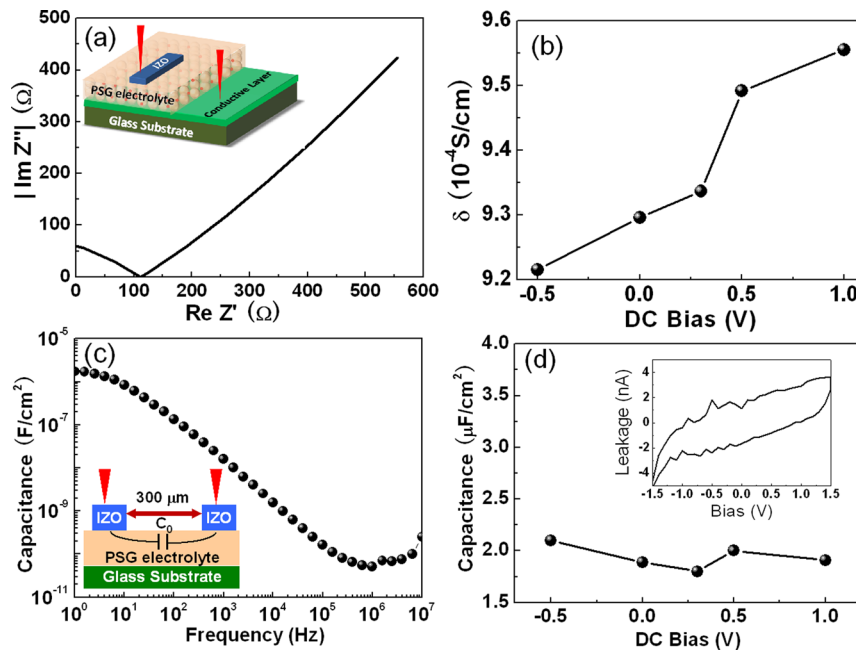 (a)
500
400
300
200
100
0
| Im Z"| (Ω)
IZO
PSG electrolyte
Conductive Layer
Glass Substrate
0 100 200 300 400 500 600
Re Z' (Ω)
(b)
9.6
9.5
9.4
9.3
9.2
δ (10⁻⁴S/cm)
-0.5 0.0 0.5 1.0
DC Bias (V)
(c)
10⁻⁵
10⁻⁷
10⁻⁹
10⁻¹¹
Capacitance (F/cm²)
300 μm
IZO IZO
C₀
PSG electrolyte
Glass Substrate
10⁰ 10¹ 10² 10³ 10⁴ 10⁵ 10⁶ 10⁷
Frequency (Hz)
(d)
4.0
3.5
3.0
2.5
2.0
1.5
Capacitance (μF/cm²)
4
2
0
-2
-4
Leakage (nA)
-1.5 -1.0 -0.5 0.0 0.5 1.0 1.5
Bias (V)
-0.5 0.0 0.5 1.0
DC Bias (V)